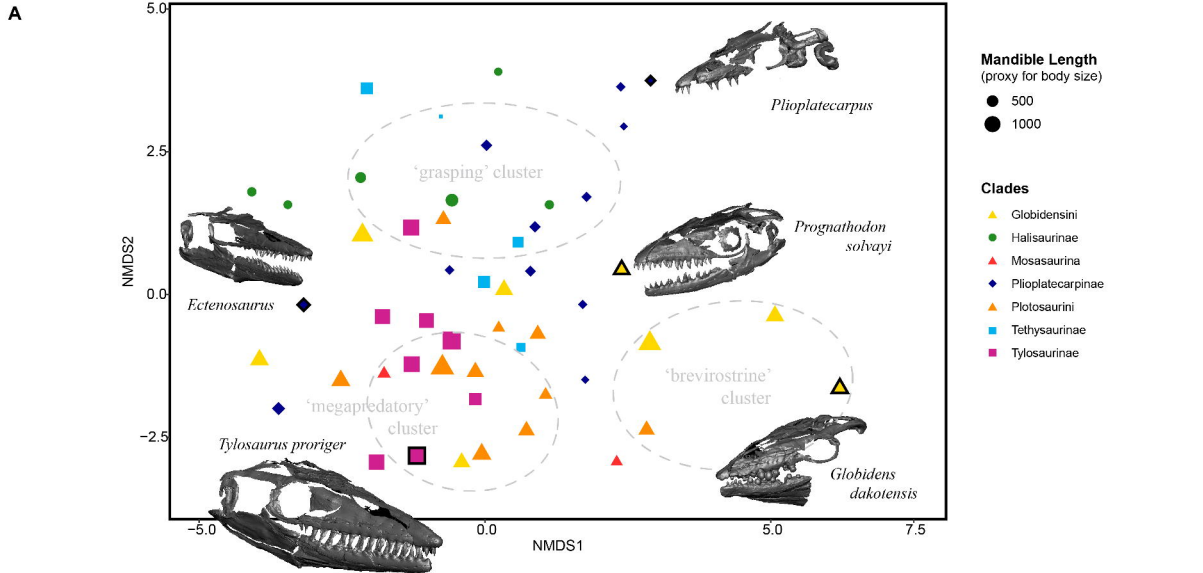 A
5.0
2.5
0.0
−2.5
NMDS2
−5.0
0.0
5.0
7.5
NMDS1
'grasping' cluster
'megapredatory'
cluster
'brevirostrine'
cluster
Plioplatecarpus
Prognathodon
solvayi
Ectenosaurus
Tylosaurus proriger
Globidens
dakotensis
Mandible Length
(proxy for body size)
500
1000
Clades
Globidensini
Halisaurinae
Mosasaurina
Plioplatecarpinae
Plotosaurini
Tethysaurinae
Tylosaurinae